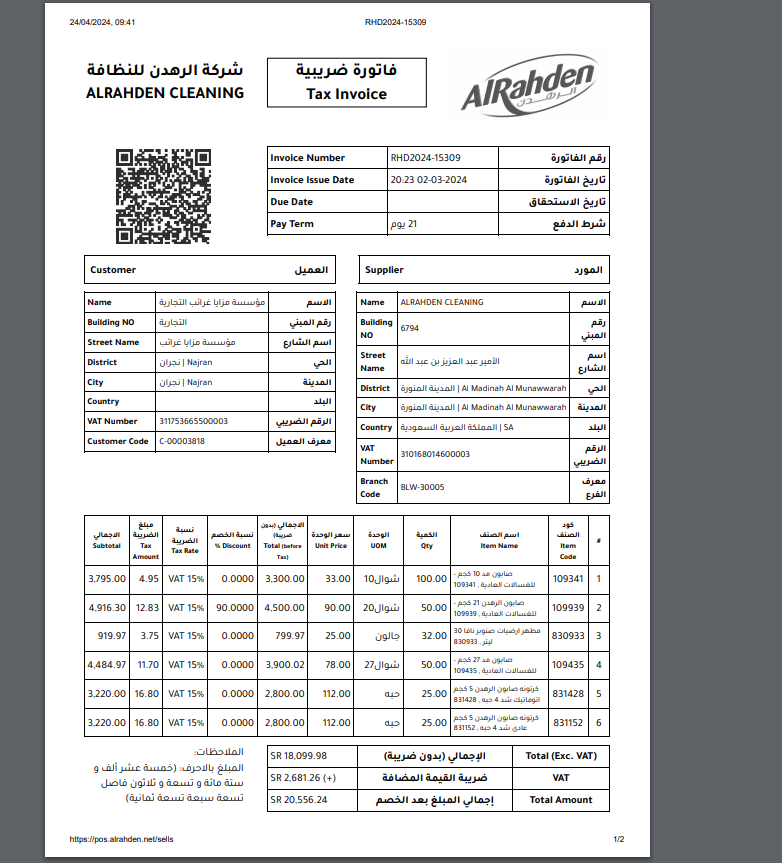 24/04/2024, 09:41 RHD2024-15309
شركة الرهدن للنظافة
ALRAHDEN CLEANING
فاتورة ضريبية
Tax Invoice
AlRahden
الرهدن
Invoice Number RHD2024-15309 رقم الفاتورة
Invoice Issue Date 20:23 02-03-2024 تاريخ الفاتورة
Due Date تاريخ الاستحقاق
Pay Term 21 يوم شرط الدفع
Customer العميل
Name مؤسسة مزايا غرائب التجارية الاسم
Building NO التجارية رقم المبني
Street Name مؤسسة مزايا غرائب اسم الشارع
District نجران | Najran الحي
City نجران | Najran المدينة
Country البلد
VAT Number 311753665500003 الرقم الضريبي
Customer Code C-00003818 معرف العميل
Supplier المورد
Name ALRAHDEN CLEANING الاسم
Building NO 6794 رقم المبني
Street Name الأمير عبد العزيز بن عبد الله اسم الشارع
District المدينة المنورة | Al Madinah Al Munawwarah الحي
City المدينة المنورة | Al Madinah Al Munawwarah المدينة
Country المملكة العربية السعودية | SA البلد
VAT Number 310168014600003 الرقم الضريبي
Branch Code BLW-30005 معرف الفرع
الاجمالي Subtotal مبلغ الضريبة Tax Amount نسبة الضريبة Tax Rate نسبة الخصم % Discount الاجمالي (بدون ضريبة) Total (before Tax) سعر الوحدة Unit Price الوحدة UOM الكمية Qty اسم الصنف Item Name كود الصنف Item Code #
3,795.00 4.95 VAT 15% 0.0000 3,300.00 33.00 شوال10 100.00 صابون مد 10 كجم - للغسالات العادية , 109341 109341 1
4,916.30 12.83 VAT 15% 90.0000 4,500.00 90.00 شوال20 50.00 صابون الرهدن 21 كجم - للغسالات العادية , 109939 109939 2
919.97 3.75 VAT 15% 0.0000 799.97 25.00 جالون 32.00 مطهر ارضيات صنوبر نافا 30 ليتر , 830933 830933 3
4,484.97 11.70 VAT 15% 0.0000 3,900.02 78.00 شوال27 50.00 صابون مد 27 كجم - للغسالات العادية , 109435 109435 4
3,220.00 16.80 VAT 15% 0.0000 2,800.00 112.00 حبه 25.00 كرتونه صابون الرهدن 5 كجم اتوماتيك شد 4 حبه , 831428 831428 5
3,220.00 16.80 VAT 15% 0.0000 2,800.00 112.00 حبه 25.00 كرتونه صابون الرهدن 5 كجم عادي شد 4 حبه , 831152 831152 6
الملاحظات:
المبلغ بالاحرف: (خمسة عشر ألف و
ستة مائة و تسعة و ثلاثون فاصل
تسعة سبعة تسعة ثمانية)
SR 18,099.98 الإجمالي (بدون ضريبة) Total (Exc. VAT)
SR 2,681.26 (+) ضريبة القيمة المضافة VAT
SR 20,556.24 إجمالي المبلغ بعد الخصم Total Amount
https://pos.alrahden.net/sells 1/2